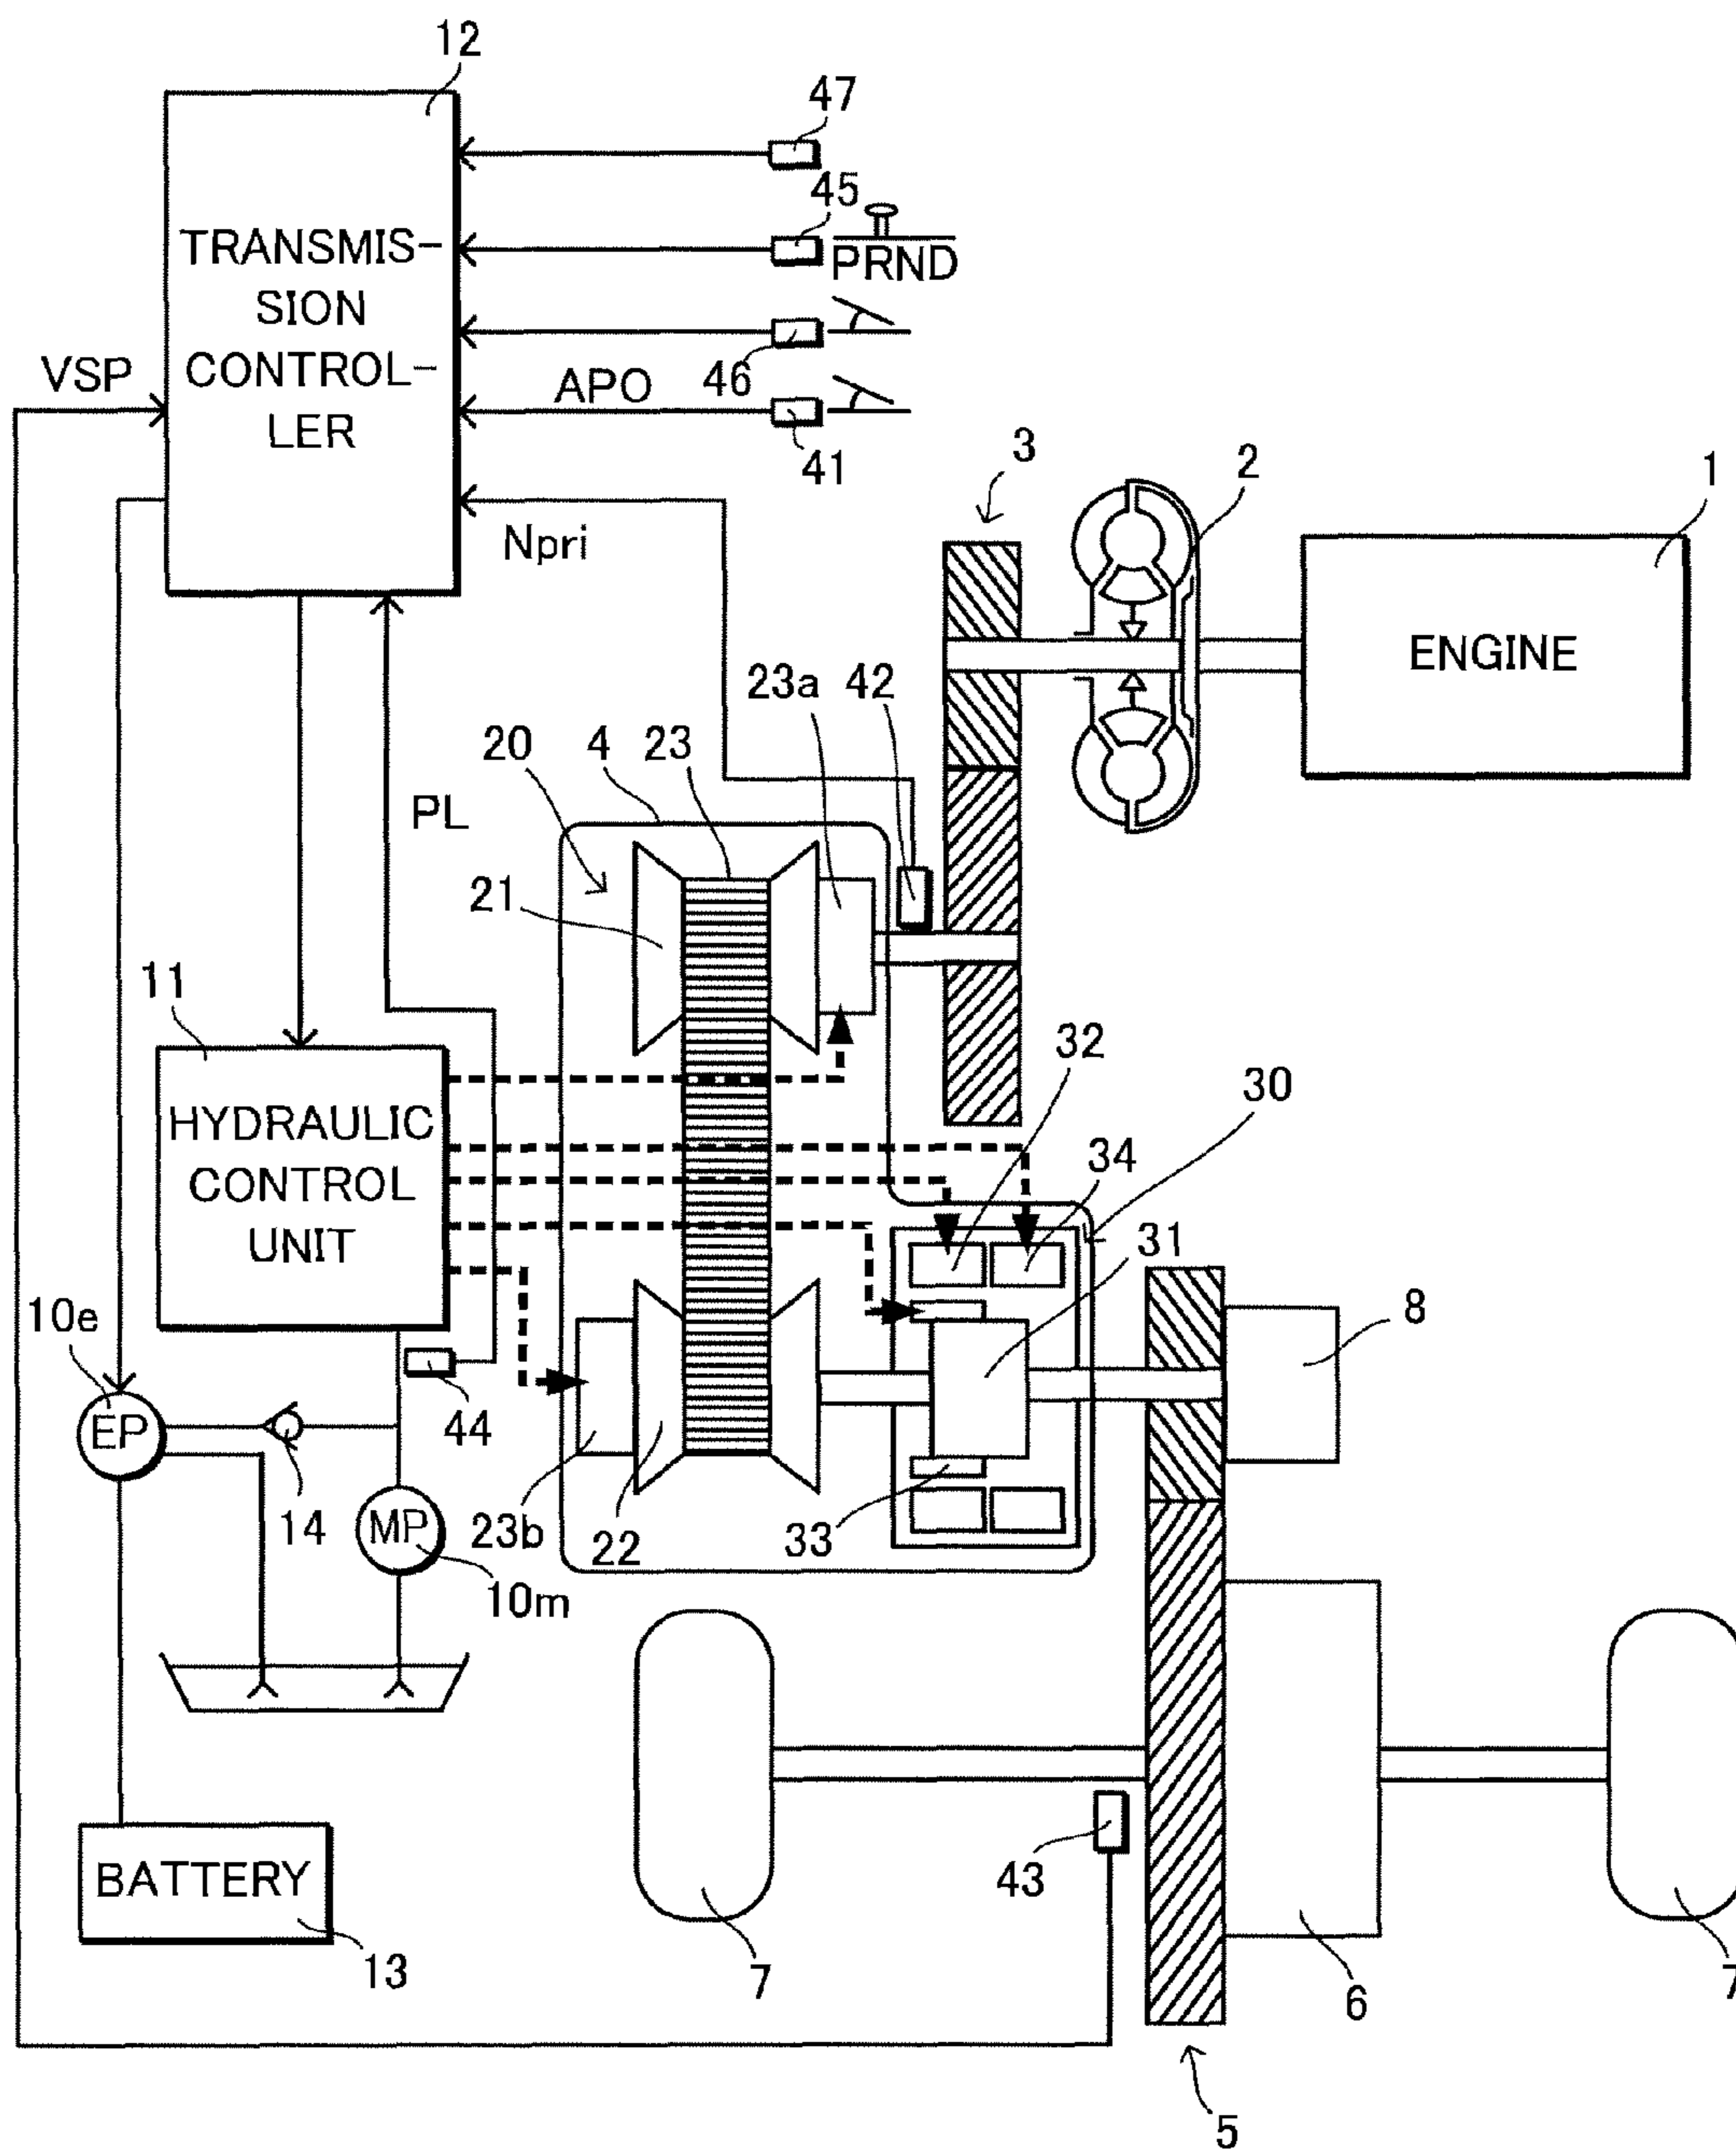 12
47
TRANSMIS-
SION
CONTROL-
LER
45
PRND
VSP
46
APO
41
3
2
1
Npri
ENGINE
23a
42
20
4
23
PL
21
11
32
30
HYDRAULIC
CONTROL
UNIT
34
31
10e
8
44
EP
14
MP
23b
22
33
10m
BATTERY
43
13
7
6
7
5